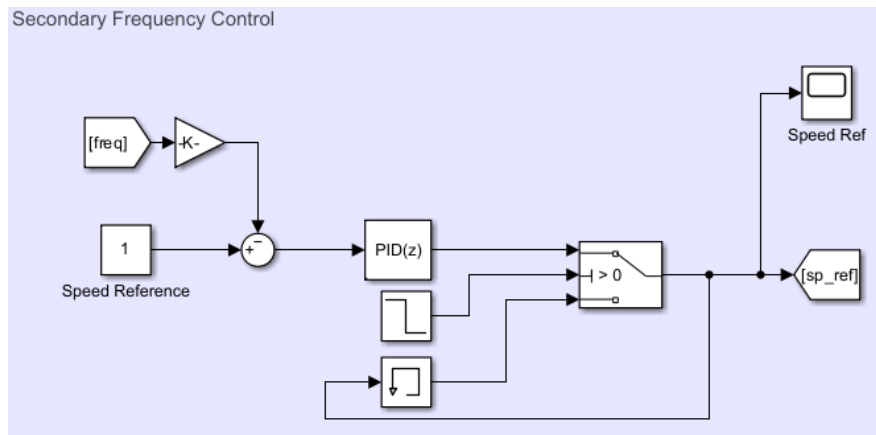 Secondary Frequency Control
[freq]
-K-
Speed Ref
+
−
1
Speed Reference
PID(z)
> 0
[sp_ref]